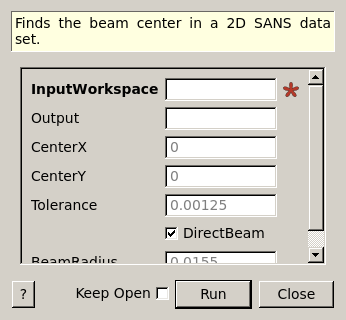 Finds the beam center in a 2D SANS data
set.
InputWorkspace
Output
CenterX 0
CenterY 0
Tolerance 0.00125
DirectBeam
BeamRadius 0.0155
? Keep Open Run Close